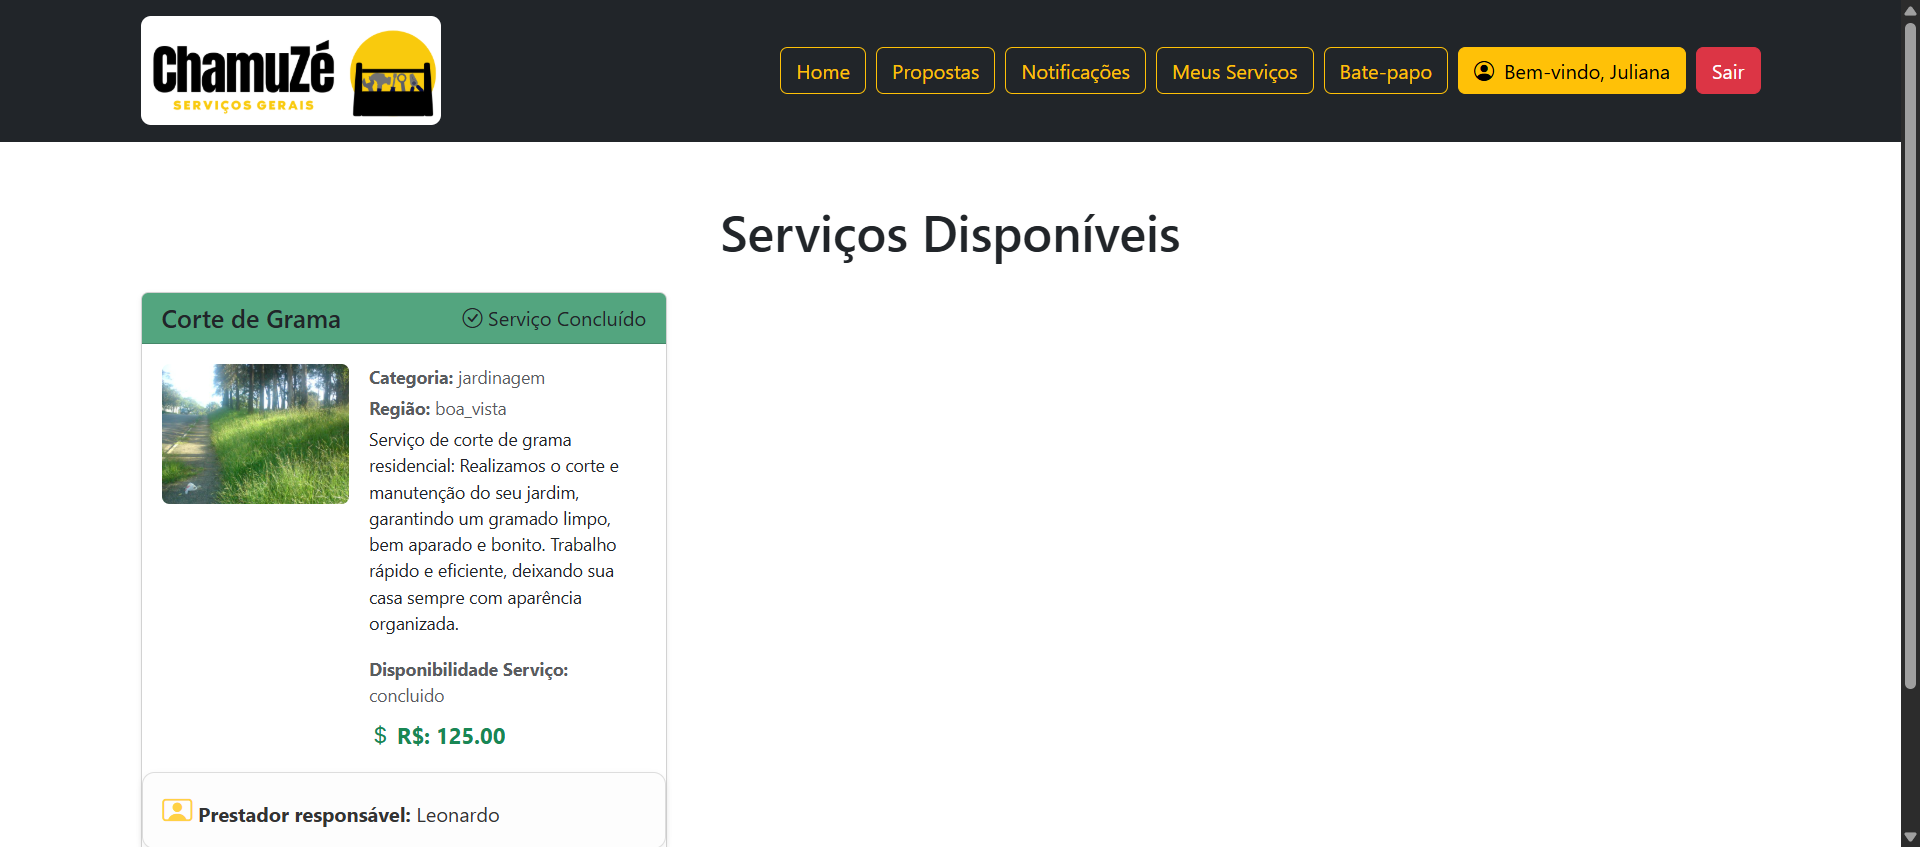 ChamuZé
SERVIÇOS GERAIS
Home
Propostas
Notificações
Meus Serviços
Bate-papo
Bem-vindo, Juliana
Sair
Serviços Disponíveis
Corte de Grama
Serviço Concluído
Categoria: jardinagem
Região: boa_vista
Serviço de corte de grama
residencial: Realizamos o corte e
manutenção do seu jardim,
garantindo um gramado limpo,
bem aparado e bonito. Trabalho
rápido e eficiente, deixando sua
casa sempre com aparência
organizada.
Disponibilidade Serviço:
concluido
$ R$: 125.00
Prestador responsável: Leonardo